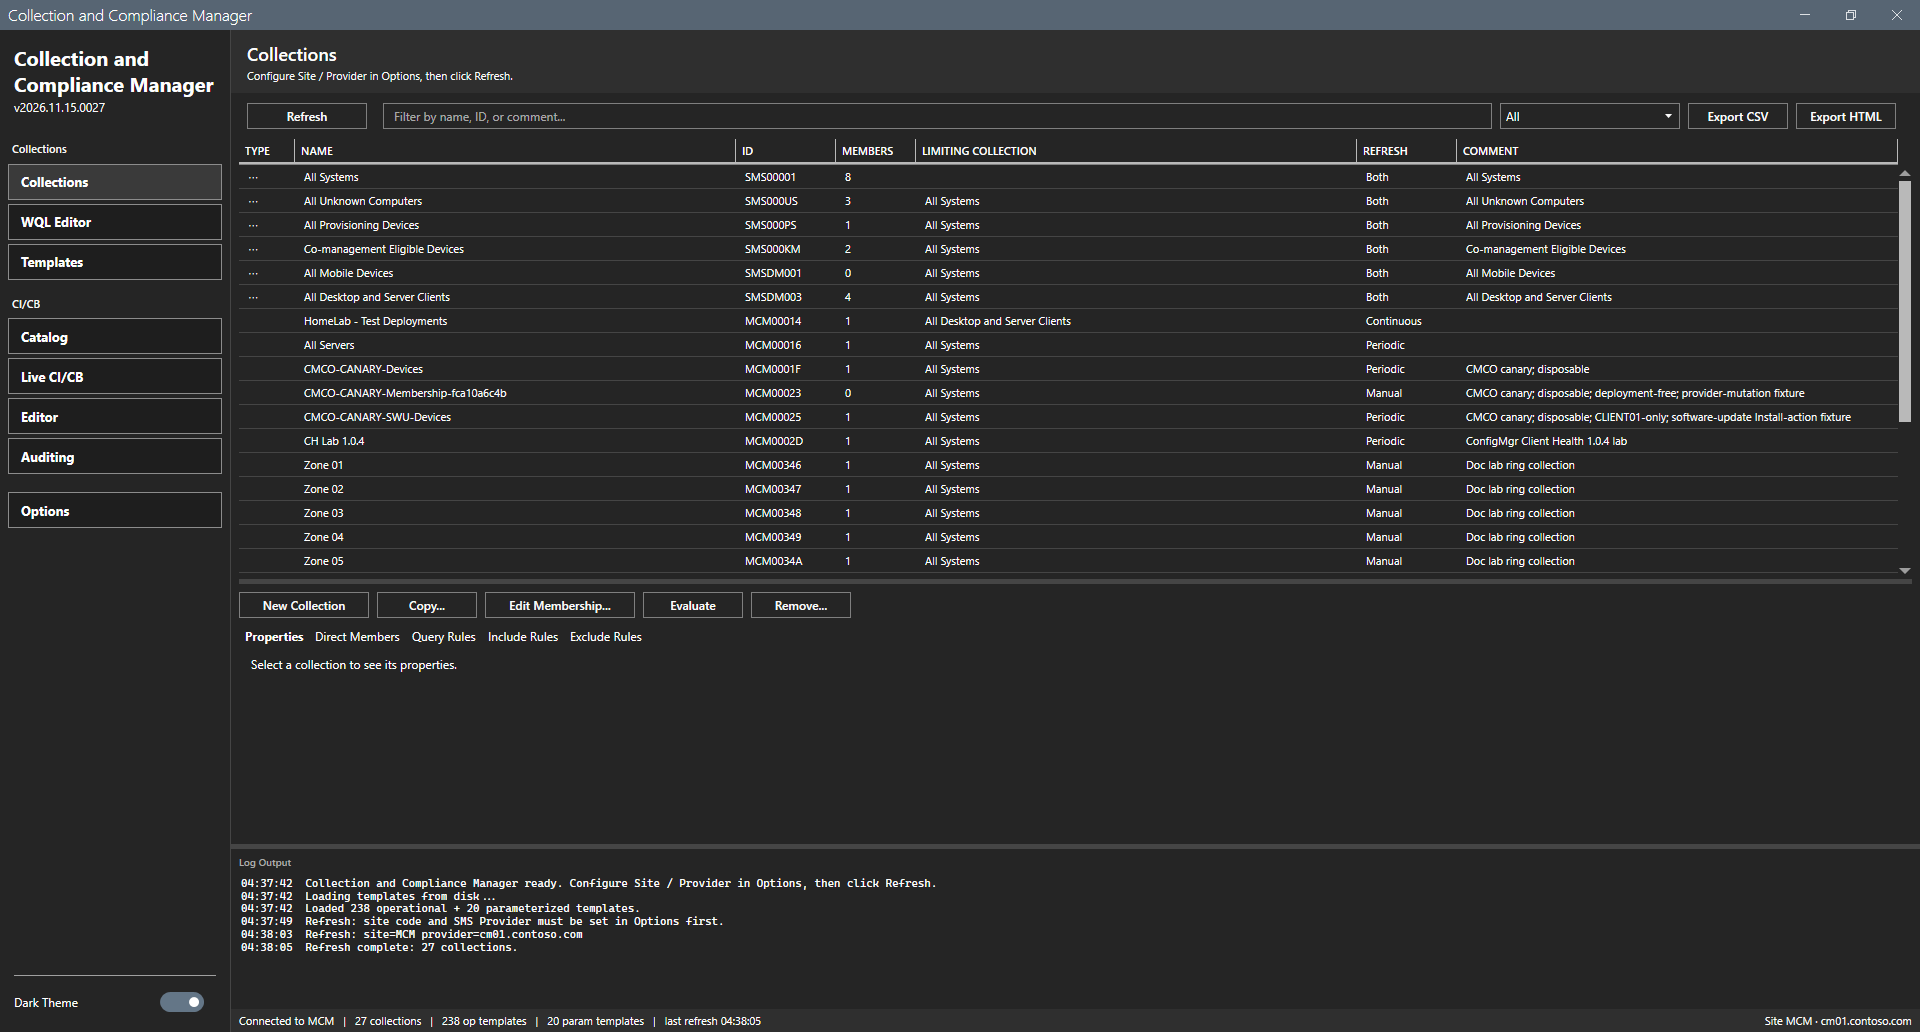 Collection and Compliance Manager
Collection and
Compliance Manager
v2026.11.15.0027
Collections
Collections
WQL Editor
Templates
CI/CB
Catalog
Live CI/CB
Editor
Auditing
Options
Dark Theme
Collections
Configure Site / Provider in Options, then click Refresh.
Refresh Filter by name, ID, or comment... All Export CSV Export HTML
TYPE NAME ID MEMBERS LIMITING COLLECTION REFRESH COMMENT
... All Systems SMS00001 8 Both All Systems
... All Unknown Computers SMS000US 3 All Systems Both All Unknown Computers
... All Provisioning Devices SMS000PS 1 All Systems Both All Provisioning Devices
... Co-management Eligible Devices SMS000KM 2 All Systems Both Co-management Eligible Devices
... All Mobile Devices SMSDM001 0 All Systems Both All Mobile Devices
... All Desktop and Server Clients SMSDM003 4 All Systems Both All Desktop and Server Clients
HomeLab - Test Deployments MCM00014 1 All Desktop and Server Clients Continuous
All Servers MCM00016 1 All Systems Periodic
CMCO-CANARY-Devices MCM0001F 1 All Systems Periodic CMCO canary; disposable
CMCO-CANARY-Membership-fca10a6c4b MCM00023 0 All Systems Manual CMCO canary; disposable; deployment-free; provider-mutation fixture
CMCO-CANARY-SWU-Devices MCM00025 1 All Systems Periodic CMCO canary; disposable; CLIENT01-only; software-update Install-action fixture
CH Lab 1.0.4 MCM0002D 1 All Systems Periodic ConfigMgr Client Health 1.0.4 lab
Zone 01 MCM00346 1 All Systems Manual Doc lab ring collection
Zone 02 MCM00347 1 All Systems Manual Doc lab ring collection
Zone 03 MCM00348 1 All Systems Manual Doc lab ring collection
Zone 04 MCM00349 1 All Systems Manual Doc lab ring collection
Zone 05 MCM0034A 1 All Systems Manual Doc lab ring collection
New Collection Copy... Edit Membership... Evaluate Remove...
Properties Direct Members Query Rules Include Rules Exclude Rules
Select a collection to see its properties.
Log Output
04:37:42 Collection and Compliance Manager ready. Configure Site / Provider in Options, then click Refresh.
04:37:42 Loading templates from disk...
04:37:42 Loaded 238 operational + 20 parameterized templates.
04:37:49 Refresh: site code and SMS Provider must be set in Options first.
04:38:03 Refresh: site=MCM provider=cm01.contoso.com
04:38:05 Refresh complete: 27 collections.
Connected to MCM | 27 collections | 238 op templates | 20 param templates | last refresh 04:38:05 Site MCM · cm01.contoso.com